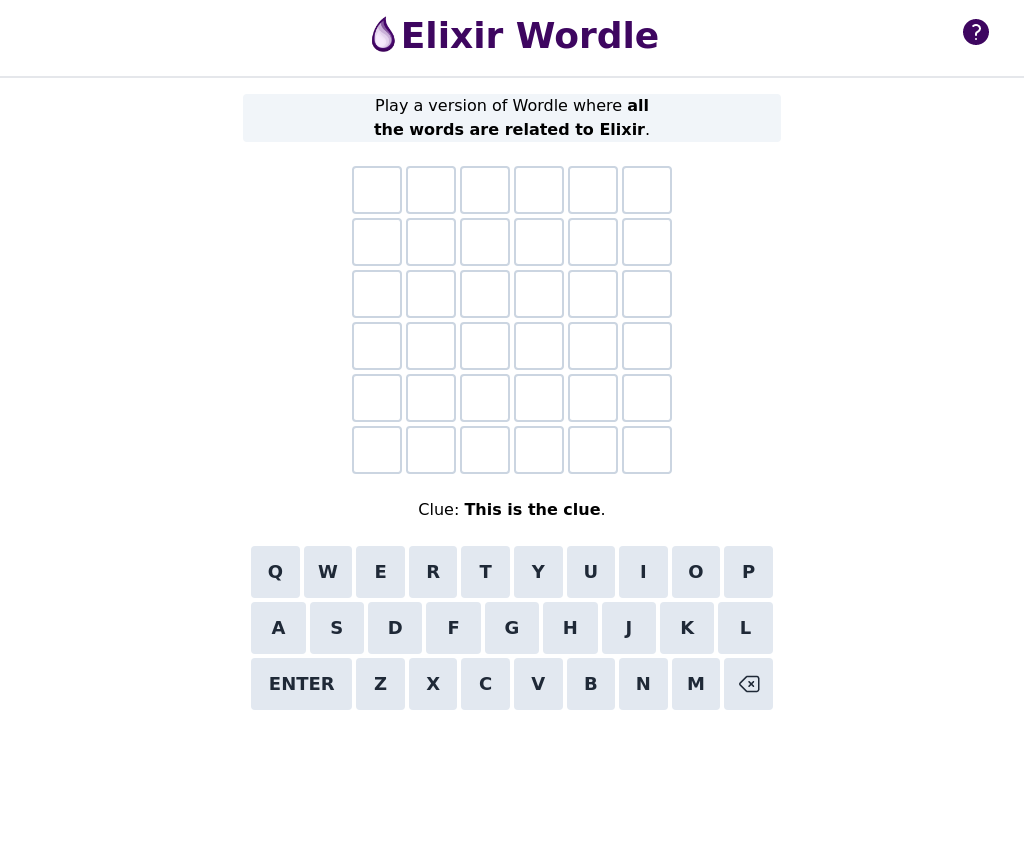 Elixir Wordle
?
Play a version of Wordle where all
the words are related to Elixir.
Clue: This is the clue.
Q W E R T Y U I O P
A S D F G H J K L
ENTER Z X C V B N M